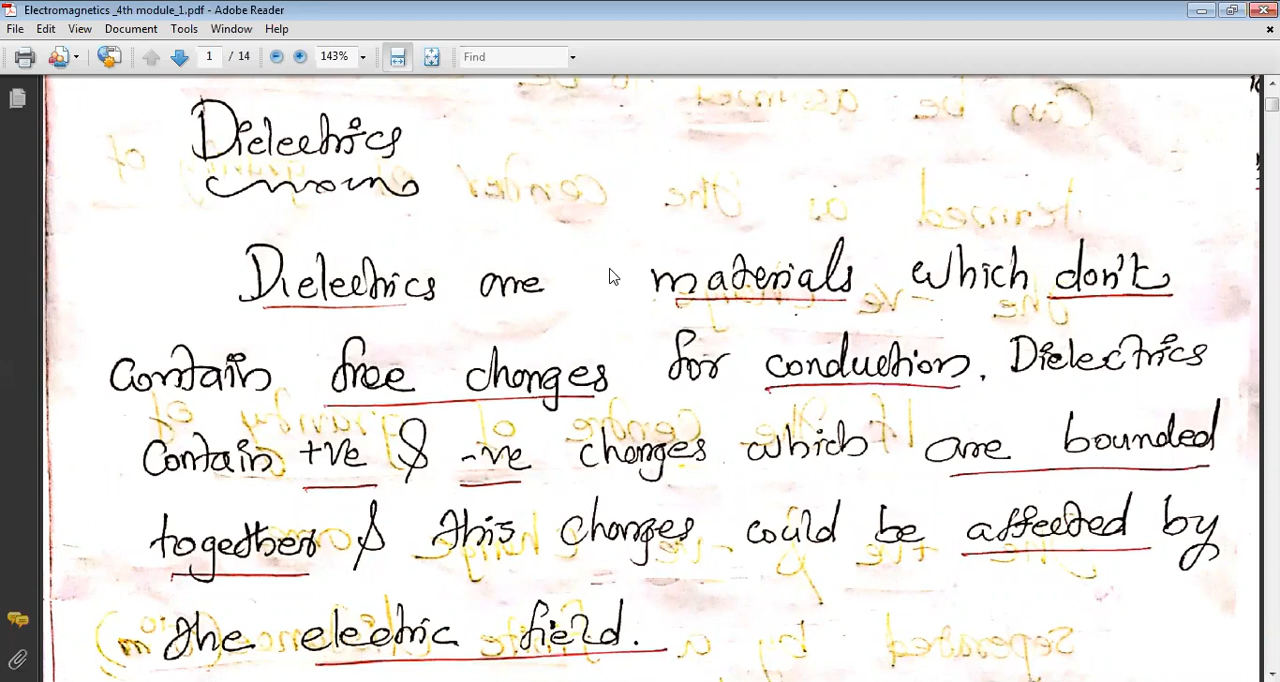 Electromagnetics _4th module_1.pdf - Adobe Reader
File Edit View Document Tools Window Help
1 / 14 143% Find
Dielectrics
Dielectrics are materials which don't
contain free charges for conduction. Dielectrics
contain +ve & -ve charges which are bounded
together & this charges could be affected by
the electric field.